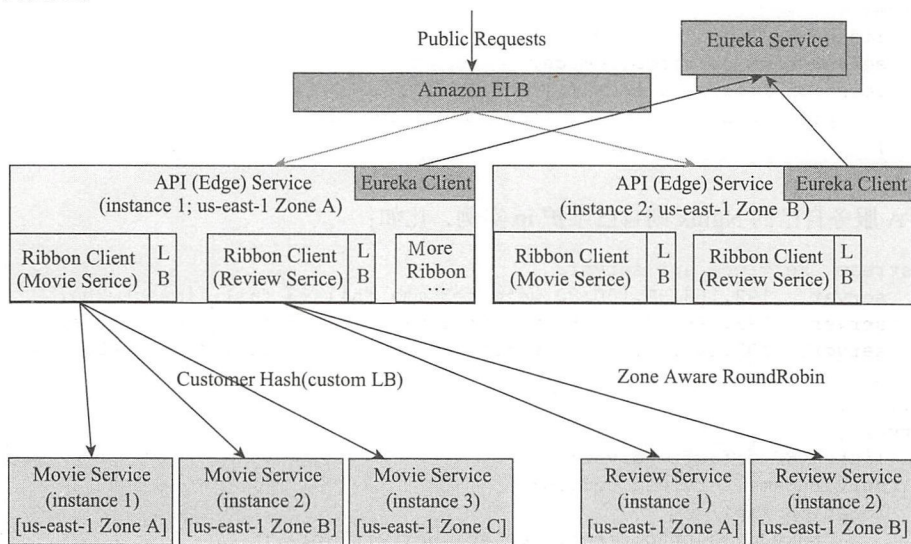 Public Requests
Eureka Service
Amazon ELB
API (Edge) Service
(instance 1; us-east-1 Zone A)
Eureka Client
API (Edge) Service
(instance 2; us-east-1 Zone B )
Eureka Client
Ribbon Client
(Movie Serice)
L
B
Ribbon Client
(Review Serice)
L
B
More
Ribbon
...
Ribbon Client
(Movie Serice)
L
B
Ribbon Client
(Review Serice)
L
B
Customer Hash(custom LB)
Zone Aware RoundRobin
Movie Service
(instance 1)
[us-east-1 Zone A]
Movie Service
(instance 2)
[us-east-1 Zone B]
Movie Service
(instance 3)
[us-east-1 Zone C]
Review Service
(instance 1)
[us-east-1 Zone A]
Review Service
(instance 2)
[us-east-1 Zone B]